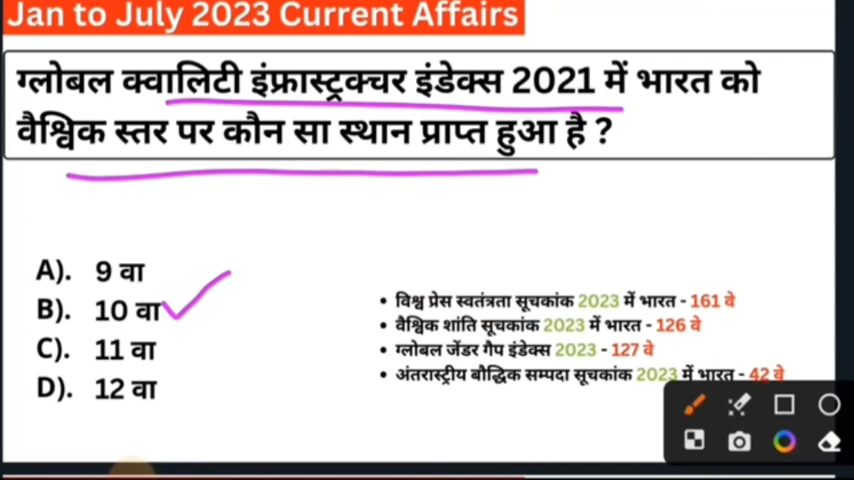 Jan to July 2023 Current Affairs
ग्लोबल क्वालिटी इंफ्रास्ट्रक्चर इंडेक्स 2021 में भारत को
वैश्विक स्तर पर कौन सा स्थान प्राप्त हुआ है ?
A). 9 वा
B). 10 वा
C). 11 वा
D). 12 वा
• विश्व प्रेस स्वतंत्रता सूचकांक 2023 में भारत - 161 वे
• वैश्विक शांति सूचकांक 2023 में भारत - 126 वे
• ग्लोबल जेंडर गैप इंडेक्स 2023 - 127 वे
• अंतरास्ट्रीय बौद्धिक सम्पदा सूचकांक 2023 में भारत - 42 वे